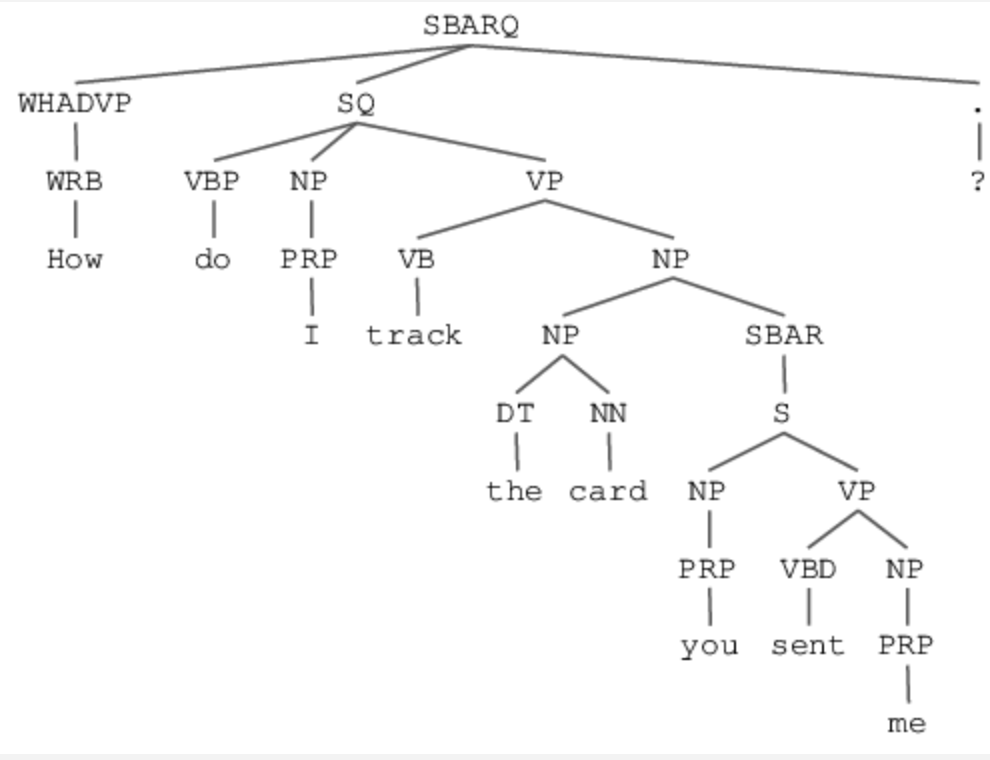 SBARQ
WHADVP SQ .
WRB VBP NP VP ?
How do PRP VB NP
I track NP SBAR
DT NN S
the card NP VP
PRP VBD NP
you sent PRP
me